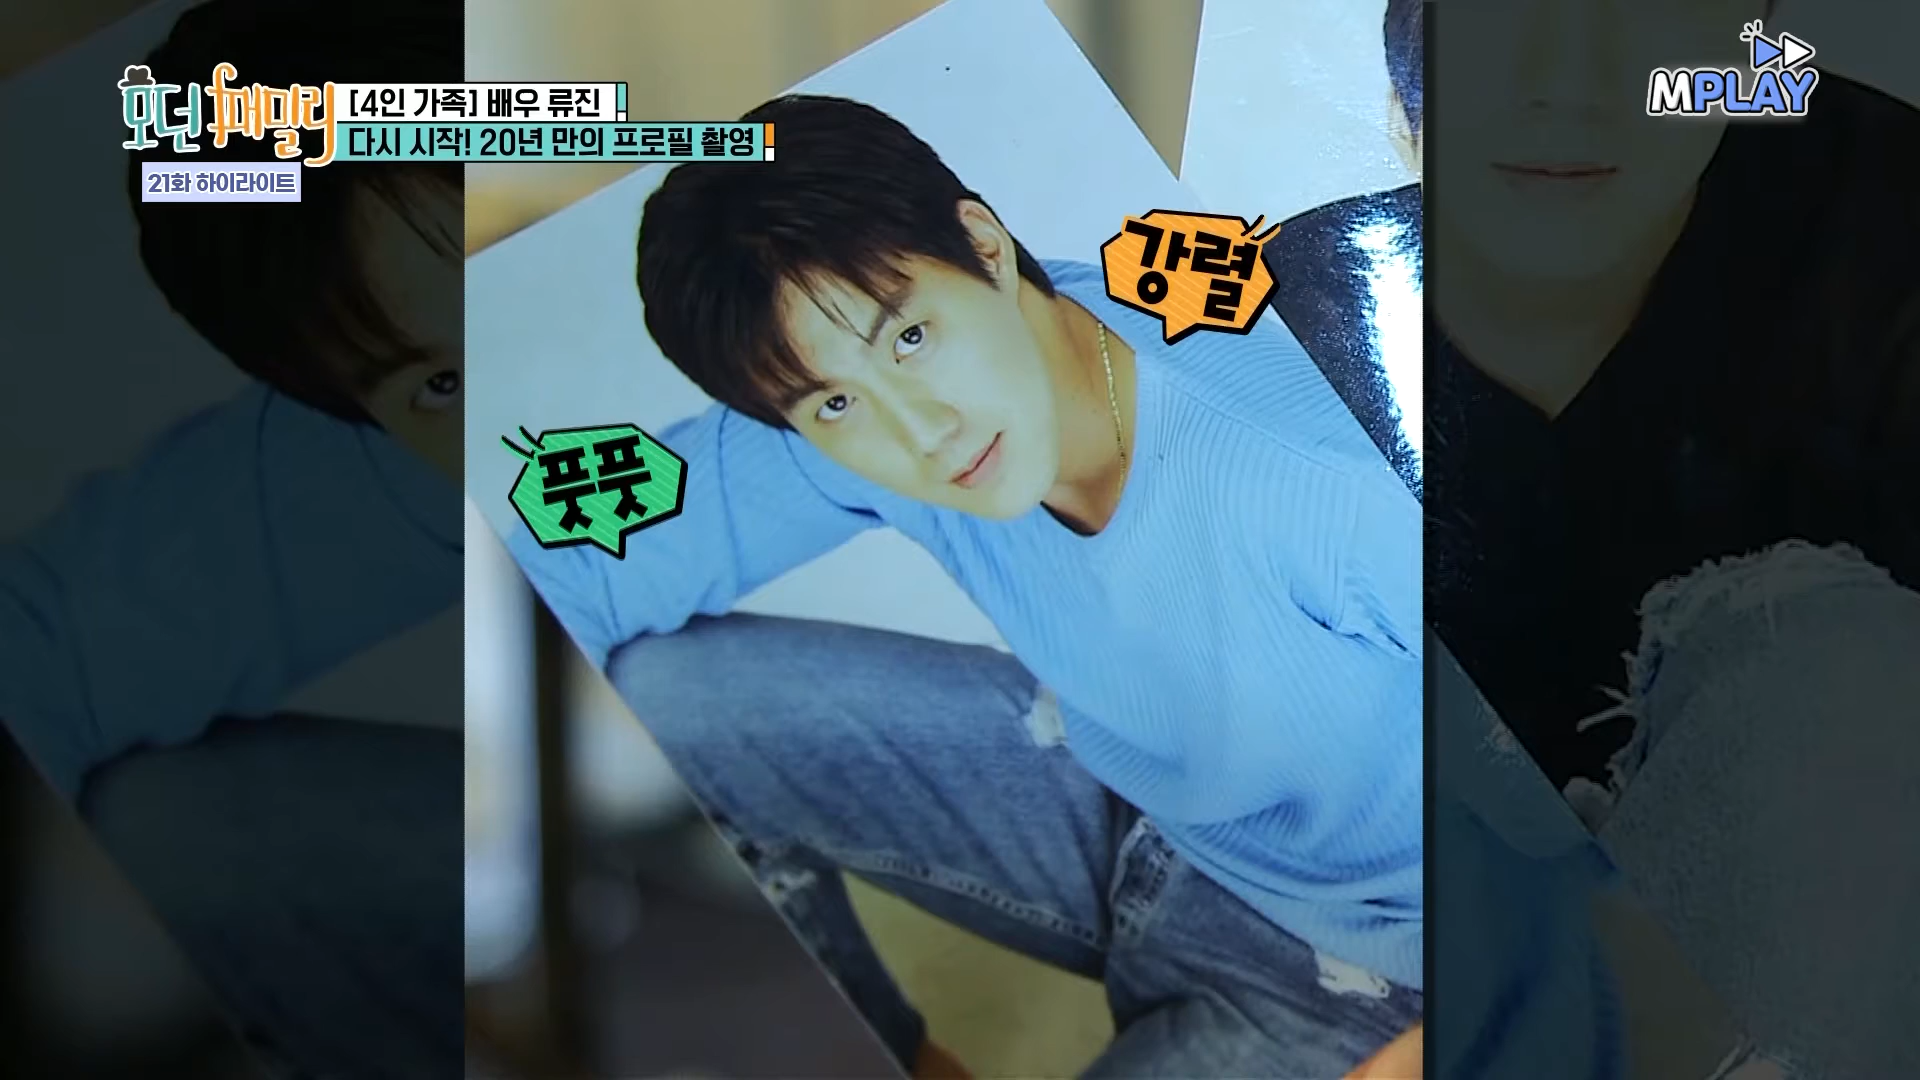 모던 패밀리
[4인 가족] 배우 류진
다시 시작! 20년 만의 프로필 촬영
21화 하이라이트
MPLAY
강렬
풋풋